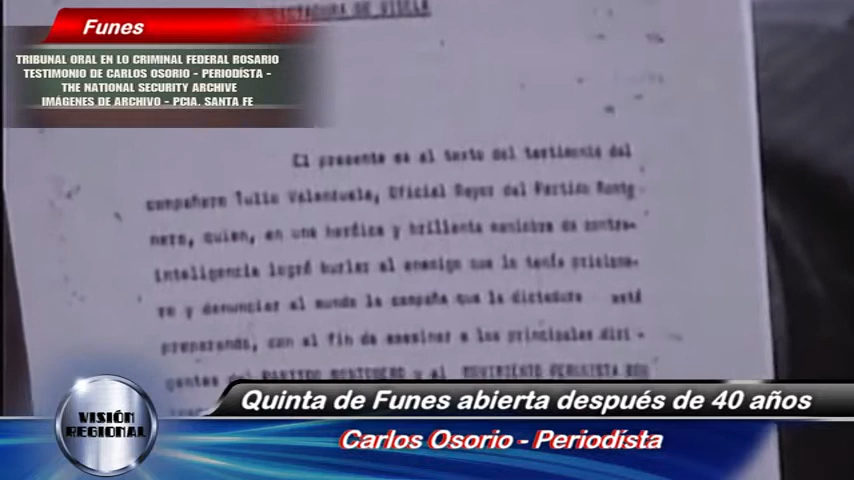 Funes
TRIBUNAL ORAL EN LO CRIMINAL FEDERAL ROSARIO
TESTIMONIO DE CARLOS OSORIO - PERIODÍSTA -
THE NATIONAL SECURITY ARCHIVE
IMÁGENES DE ARCHIVO - PCIA. SANTA FE
DE VIDELA
El presente es el texto del testimonio del
compañero Tulio Valenzuela, Oficial Mayor del Partido Monto-
nero, quien, en una heróica y brillante maniobra de contra-
inteligencia logró burlar al enemigo que lo tenía prisione-
ro y denunciar al mundo la campaña que la dictadura está
preparando, con el fin de asesinar a los principales diri-
gentes del PARTIDO MONTONERO y al MOVIMIENTO PERONISTA MON
Quinta de Funes abierta después de 40 años
Carlos Osorio - Periodísta
VISIÓN
REGIONAL